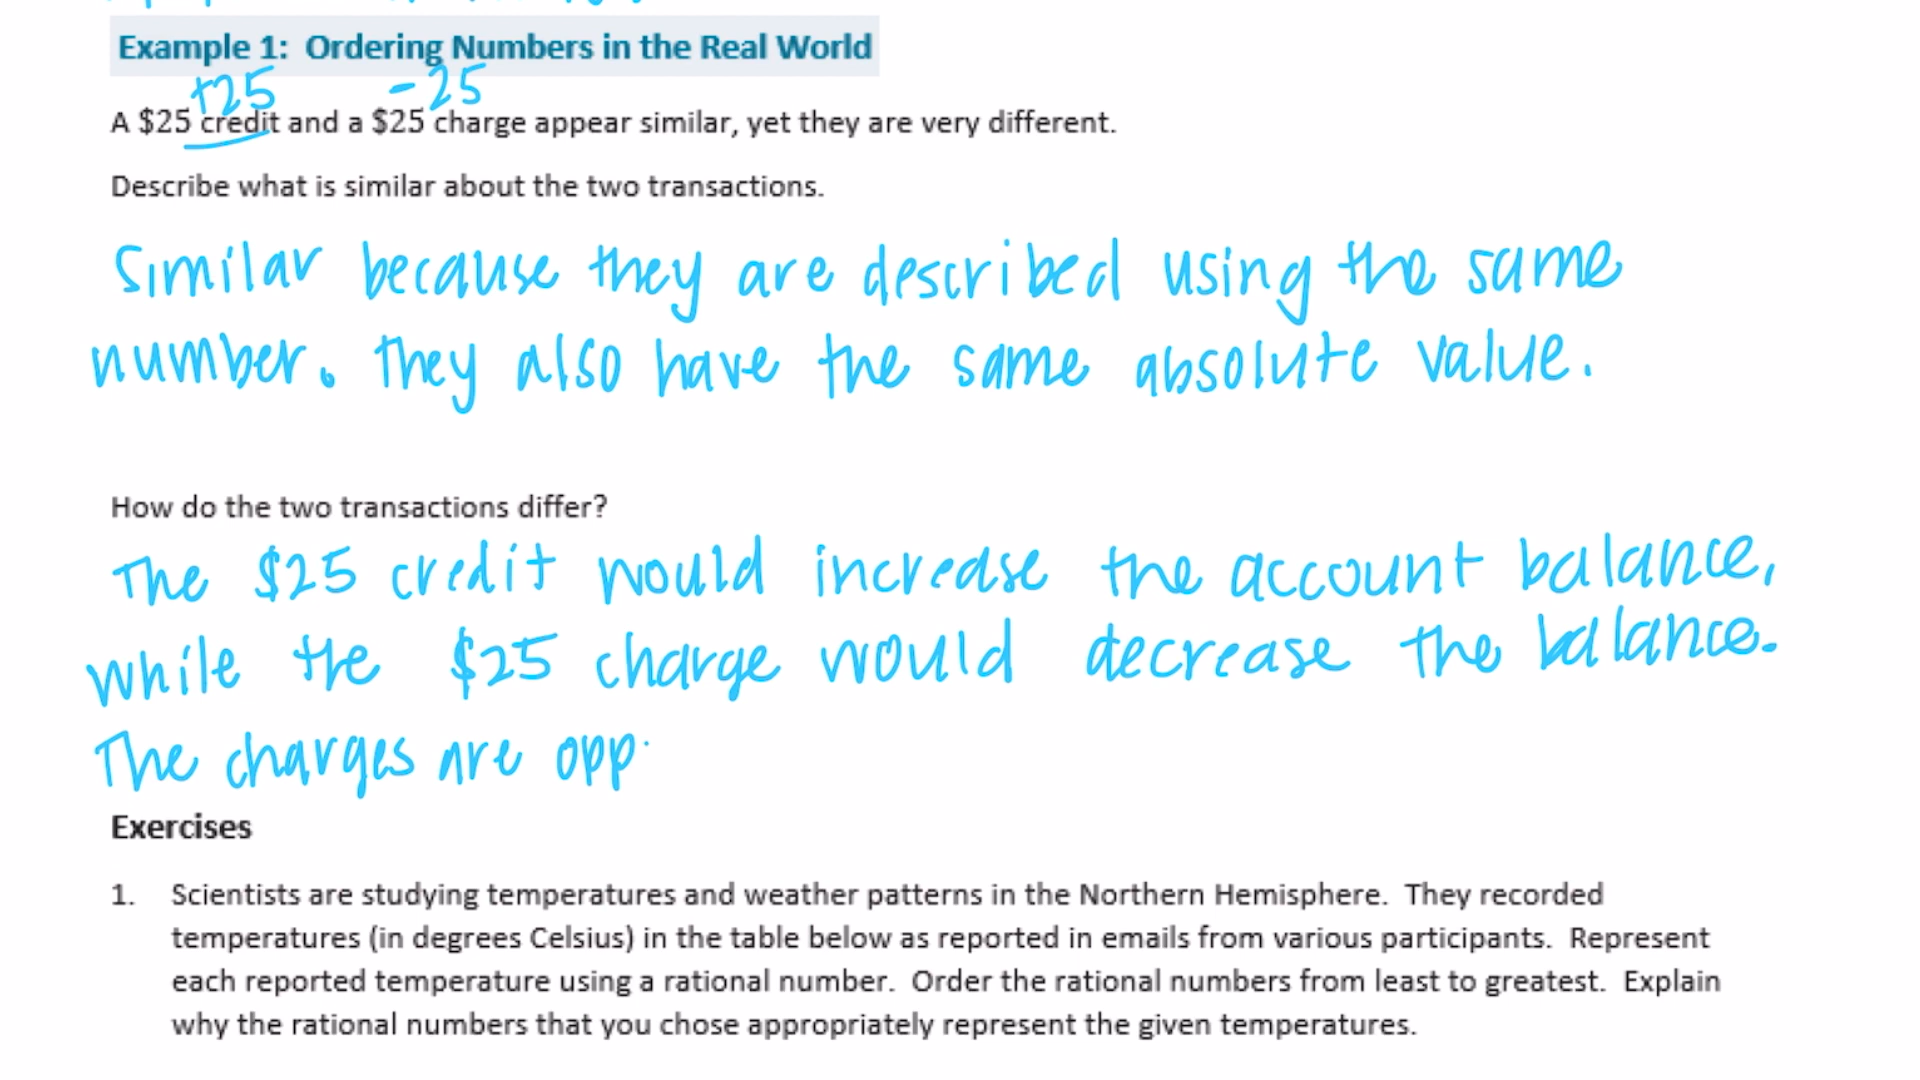 Example 1: Ordering Numbers in the Real World
+25 -25
A $25 credit and a $25 charge appear similar, yet they are very different.
Describe what is similar about the two transactions.
Similar because they are described using the same
number. They also have the same absolute value.
How do the two transactions differ?
The $25 credit would increase the account balance,
while the $25 charge would decrease the balance.
The charges are opp
Exercises
1. Scientists are studying temperatures and weather patterns in the Northern Hemisphere. They recorded
temperatures (in degrees Celsius) in the table below as reported in emails from various participants. Represent
each reported temperature using a rational number. Order the rational numbers from least to greatest. Explain
why the rational numbers that you chose appropriately represent the given temperatures.